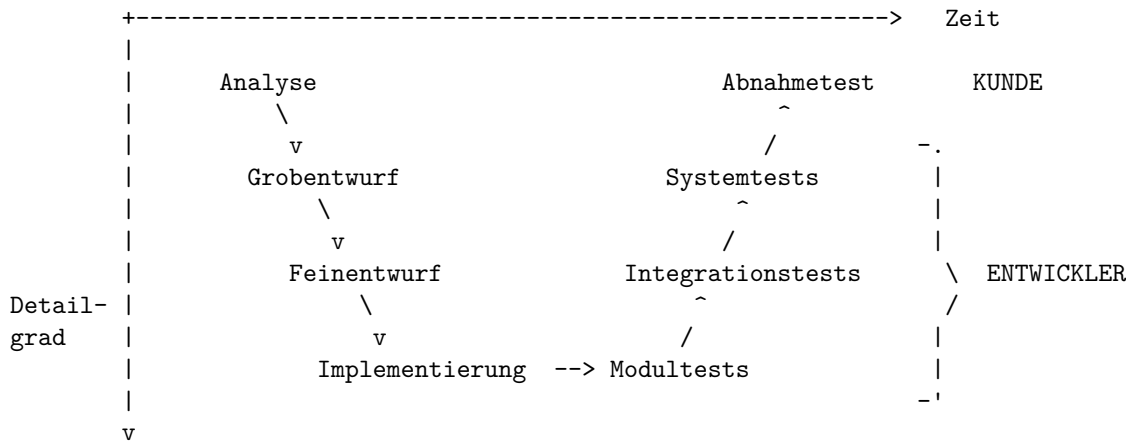 Zeit
Analyse Abnahmetest KUNDE
Grobentwurf Systemtests
Feinentwurf Integrationstests ENTWICKLER
Detail-
grad
Implementierung --> Modultests